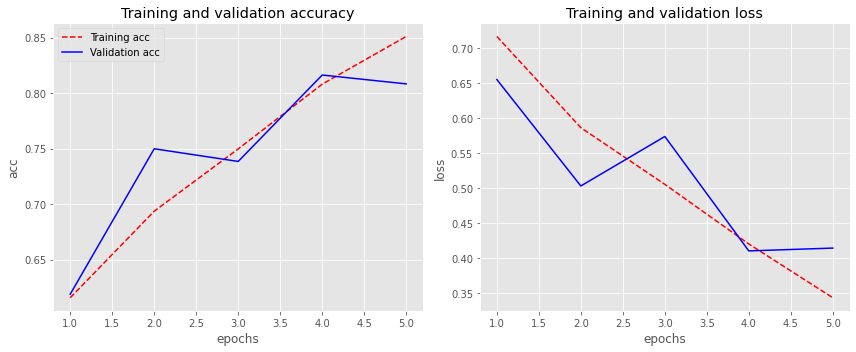 Training and validation accuracy
Training acc
Validation acc
0.85
0.80
0.75
0.70
0.65
acc
1.0 1.5 2.0 2.5 3.0 3.5 4.0 4.5 5.0
epochs
Training and validation loss
0.70
0.65
0.60
0.55
0.50
0.45
0.40
0.35
loss
1.0 1.5 2.0 2.5 3.0 3.5 4.0 4.5 5.0
epochs